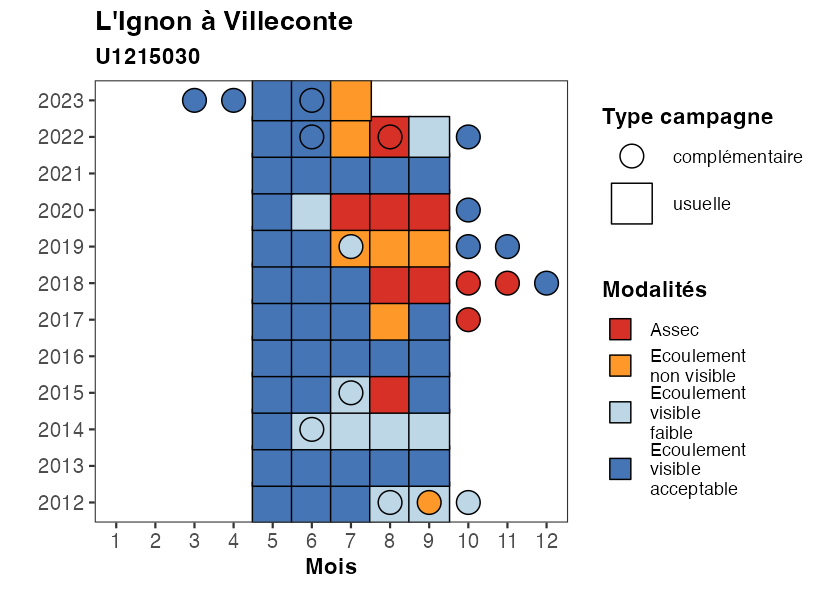 L'Ignon à Villeconte
U1215030
2023
2022
2021
2020
2019
2018
2017
2016
2015
2014
2013
2012
1 2 3 4 5 6 7 8 9 10 11 12
Mois
Type campagne
complémentaire
usuelle
Modalités
Assec
Ecoulement
non visible
Ecoulement
visible
faible
Ecoulement
visible
acceptable